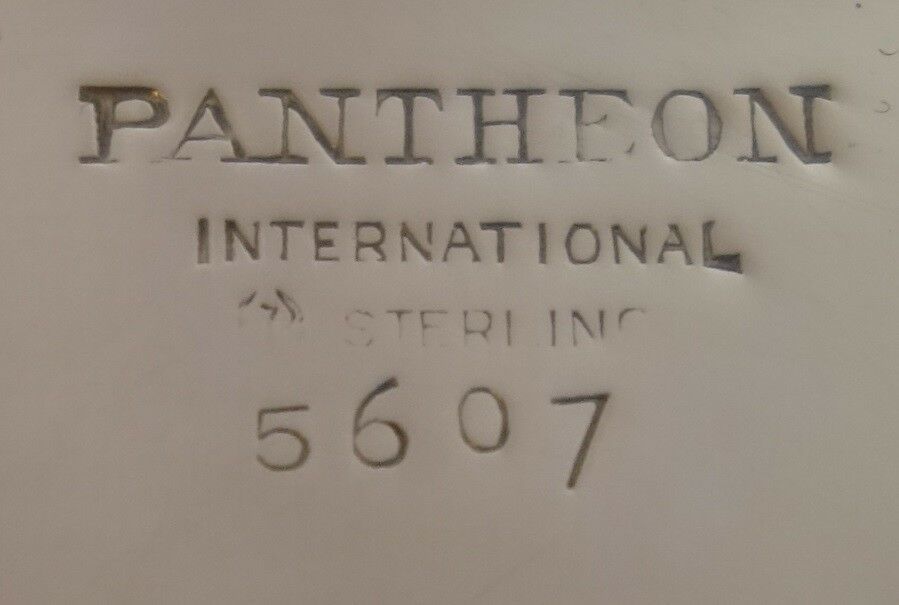 PANTHEON
INTERNATIONAL
STERLING
5607